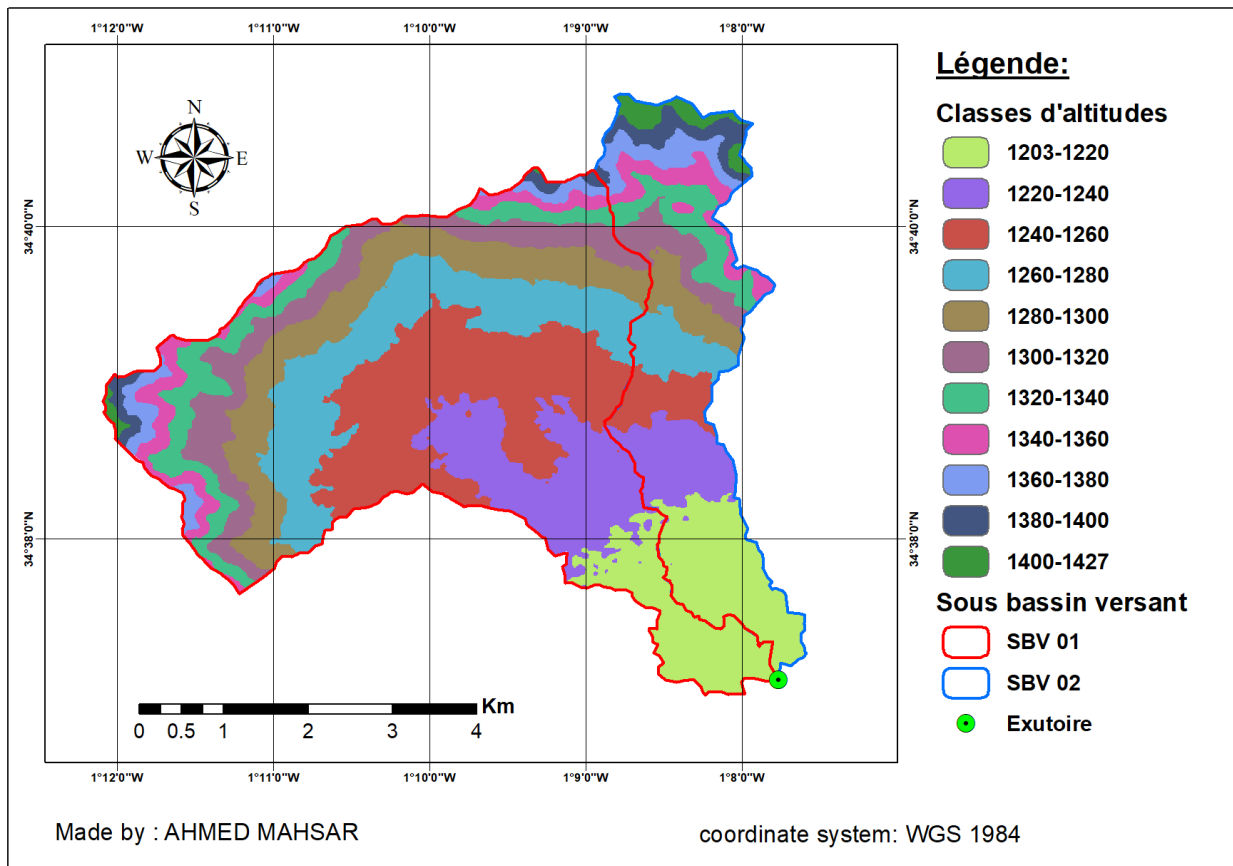 1°12'0"W 1°11'0"W 1°10'0"W 1°9'0"W 1°8'0"W
N
W E
S
34°40'0"N 34°40'0"N
34°38'0"N 34°38'0"N
Km
0 0.5 1 2 3 4
1°12'0"W 1°11'0"W 1°10'0"W 1°9'0"W 1°8'0"W
Légende:
Classes d'altitudes
1203-1220
1220-1240
1240-1260
1260-1280
1280-1300
1300-1320
1320-1340
1340-1360
1360-1380
1380-1400
1400-1427
Sous bassin versant
SBV 01
SBV 02
Exutoire
Made by : AHMED MAHSAR
coordinate system: WGS 1984